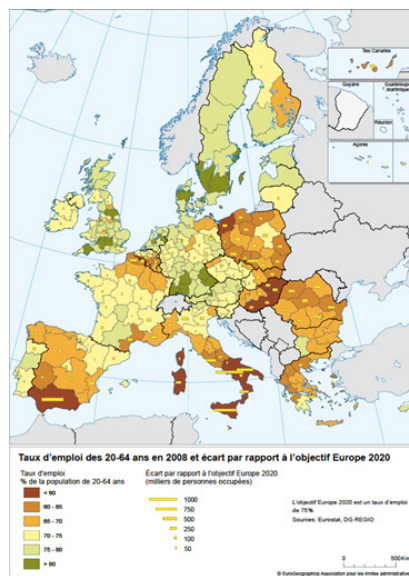 Îles Canaries
Guyane
Guadeloupe
Martinique
Réunion
Açores
Taux d'emploi des 20-64 ans en 2008 et écart par rapport à l'objectif Europe 2020
Taux d'emploi
% de la population de 20-64 ans
< 60
60 - 65
65 - 70
70 - 75
75 - 80
> 80
Écart par rapport à l'objectif Europe 2020
(milliers de personnes occupées)
1000
750
500
250
100
50
L'objectif Europe 2020 est un taux d'emploi
de 75%
Sources: Eurostat, DG REGIO
0 500 Km
© EuroGeographics Association pour les limites administratives